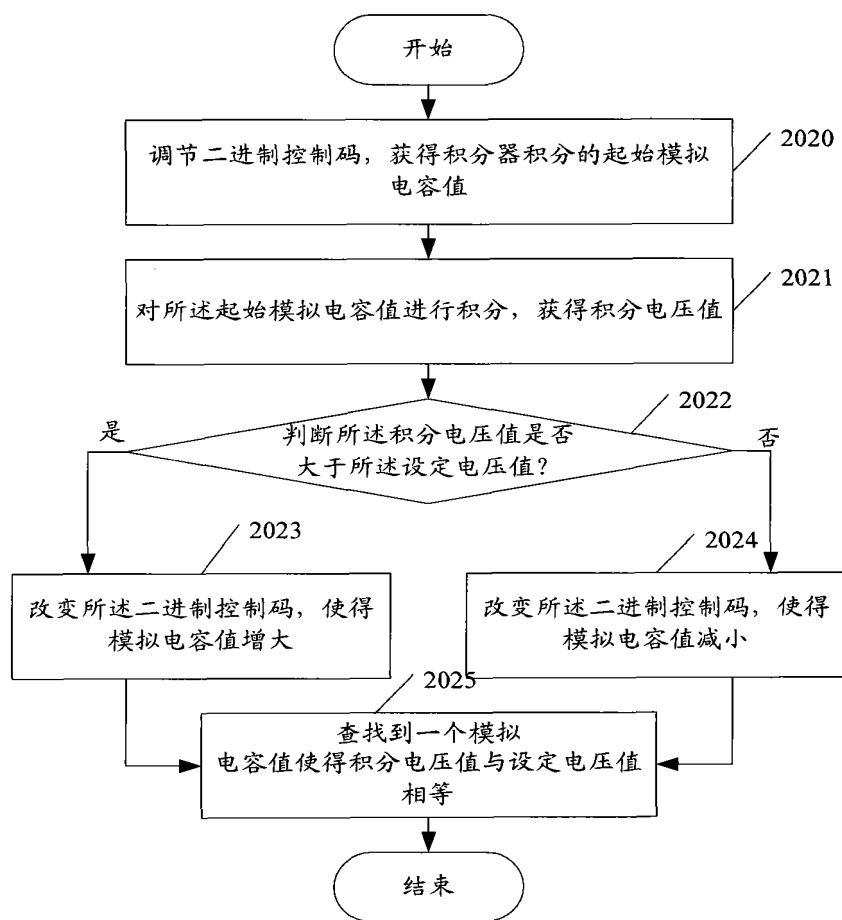 开始
调节二进制控制码，获得积分器积分的起始模拟
电容值
2020
对所述起始模拟电容值进行积分，获得积分电压值
2021
判断所述积分电压值是否
大于所述设定电压值？
2022
是
否
改变所述二进制控制码，使得
模拟电容值增大
2023
改变所述二进制控制码，使得
模拟电容值减小
2024
查找到一个模拟
电容值使得积分电压值与设定电压值
相等
2025
结束